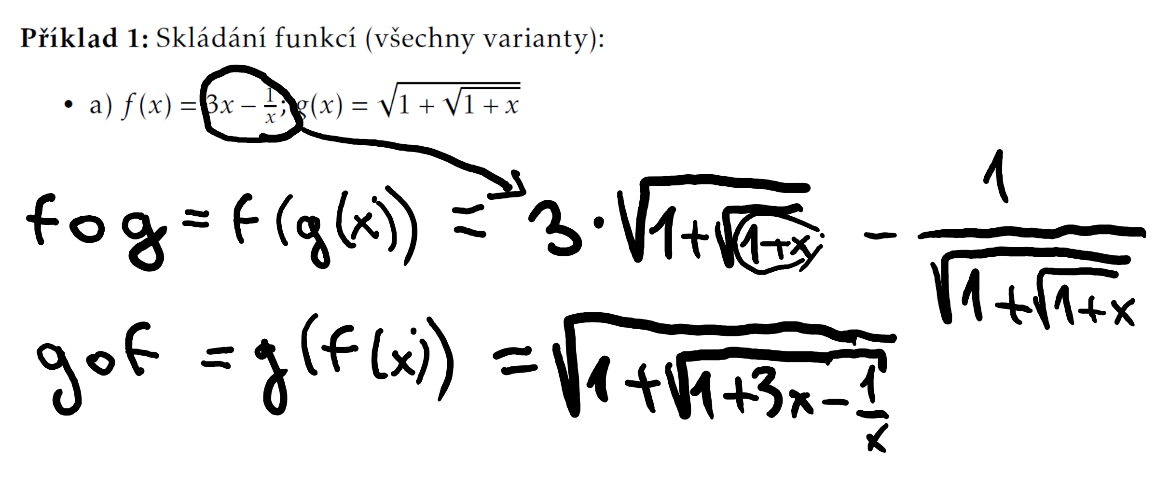 Příklad 1: Skládání funkcí (všechny varianty):
• a) f(x) = 3x − 1/x; g(x) = √(1 + √(1 + x))
f ∘ g = f(g(x)) = 3 · √(1 + √(1+x)) − 1/√(1 + √(1+x))
g ∘ f = g(f(x)) = √(1 + √(1+3x − 1/x))